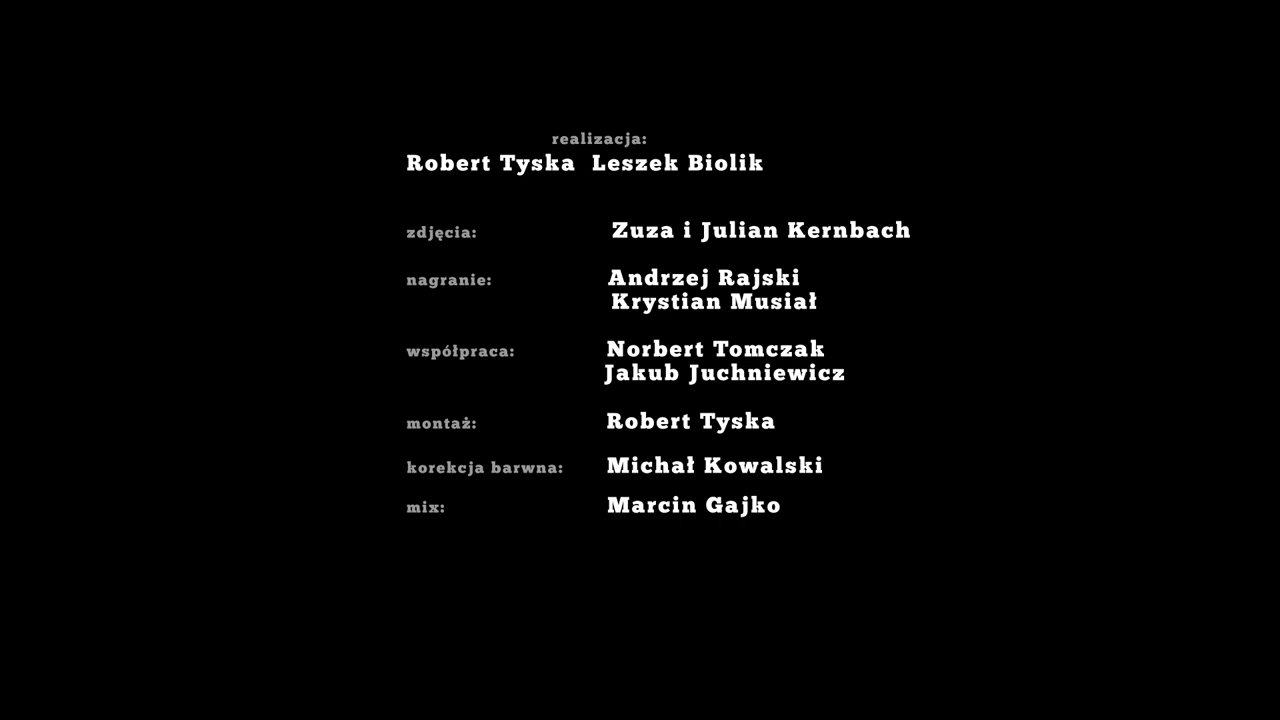 realizacja:
Robert Tyska Leszek Biolik
zdjęcia: Zuza i Julian Kernbach
nagranie: Andrzej Rajski
Krystian Musiał
współpraca: Norbert Tomczak
Jakub Juchniewicz
montaż: Robert Tyska
korekcja barwna: Michał Kowalski
mix: Marcin Gajko